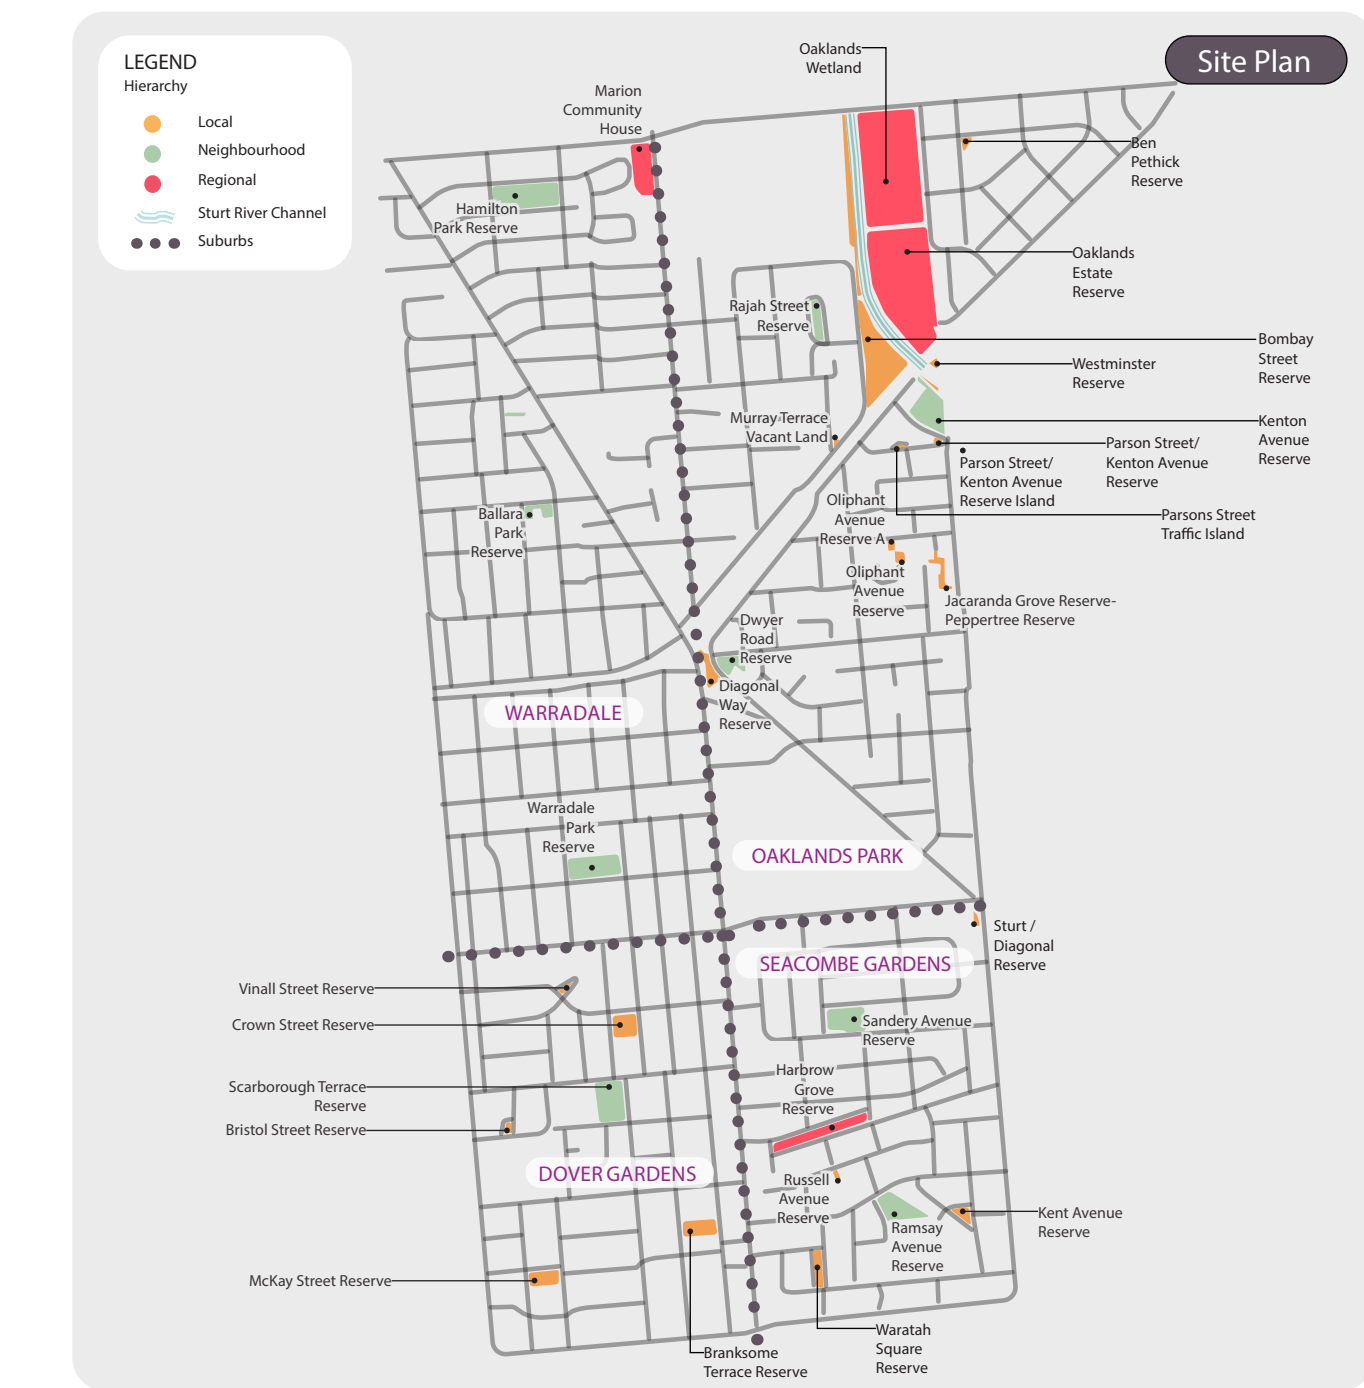 Site Plan
LEGEND
Hierarchy
Local
Neighbourhood
Regional
Sturt River Channel
Suburbs
Oaklands
Wetland
Marion
Community
House
Ben
Pethick
Reserve
Hamilton
Park Reserve
Oaklands
Estate
Reserve
Rajah Street
Reserve
Bombay
Street
Reserve
Westminster
Reserve
Murray Terrace
Vacant Land
Kenton
Avenue
Reserve
Parson Street/
Kenton Avenue
Reserve
Parson Street/
Kenton Avenue
Reserve Island
Parsons Street
Traffic Island
Ballara
Park
Reserve
Oliphant
Avenue
Reserve A
Oliphant
Avenue
Reserve
Jacaranda Grove Reserve-
Peppertree Reserve
Dwyer
Road
Reserve
Diagonal
Way
Reserve
WARRADALE
Warradale
Park
Reserve
OAKLANDS PARK
Sturt /
Diagonal
Reserve
SEACOMBE GARDENS
Vinall Street Reserve
Crown Street Reserve
Sandery Avenue
Reserve
Scarborough Terrace
Reserve
Harbrow
Grove
Reserve
Bristol Street Reserve
DOVER GARDENS
Russell
Avenue
Reserve
Ramsay
Avenue
Reserve
Kent Avenue
Reserve
McKay Street Reserve
Waratah
Square
Reserve
Branksome
Terrace Reserve